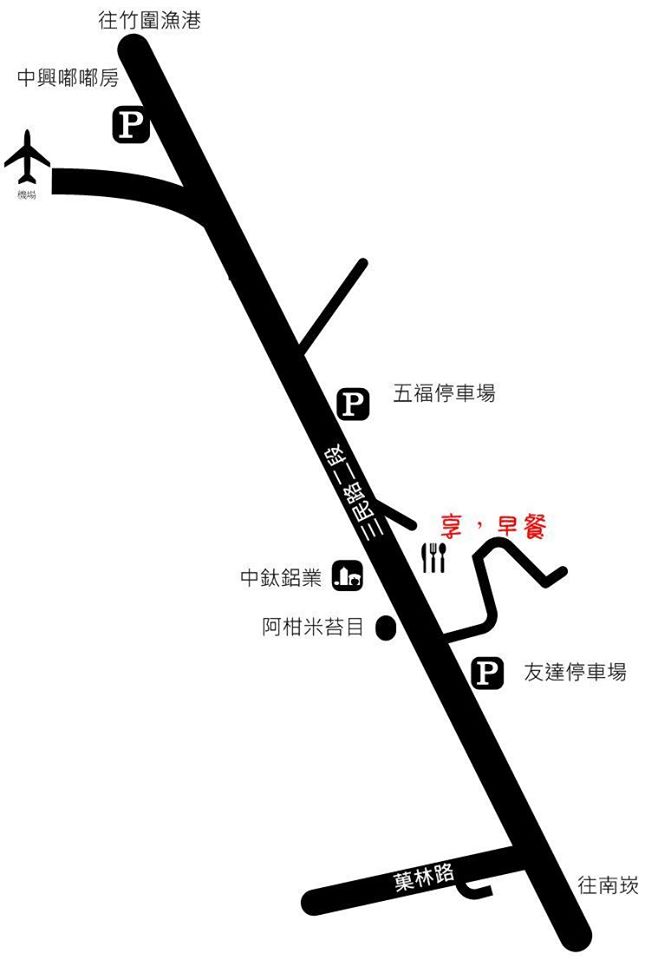 往竹圍漁港
中興嘟嘟房
P
機場
P
五福停車場
三民路二段
享，早餐
中鈦鋁業
阿柑米苔目
P
友達停車場
菓林路
往南崁